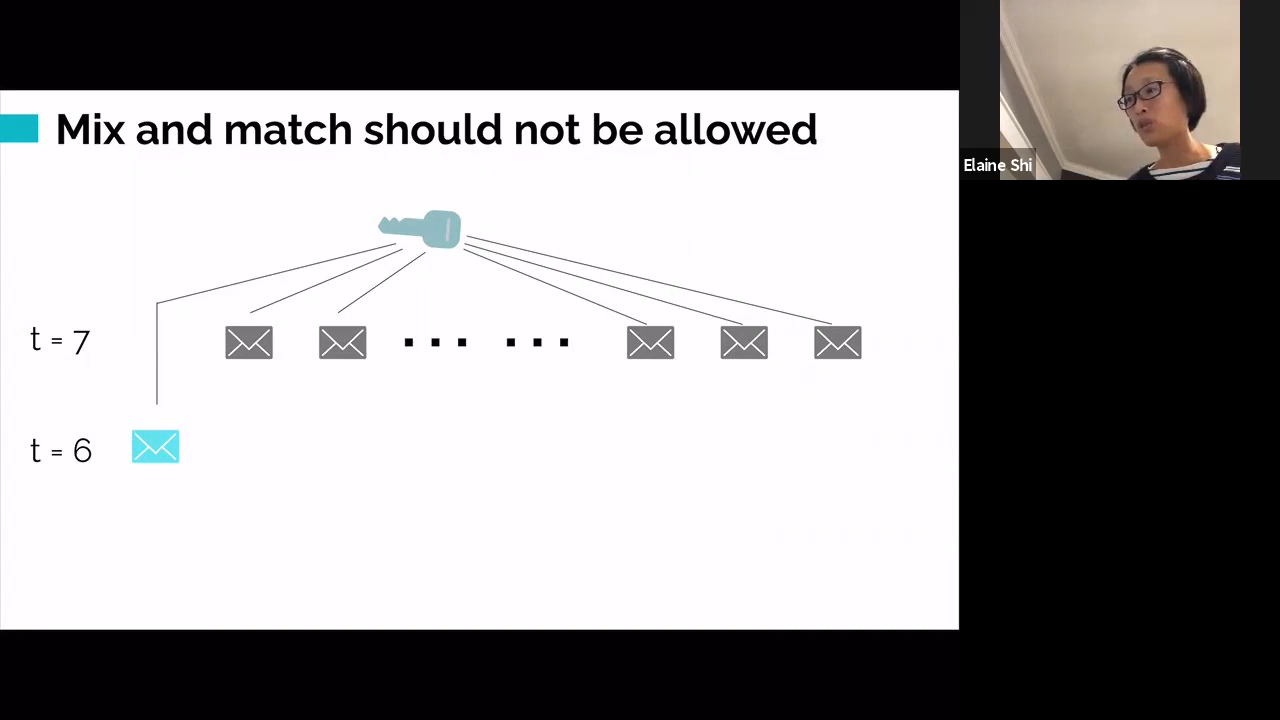 Mix and match should not be allowed
Elaine Shi
t = 7
t = 6